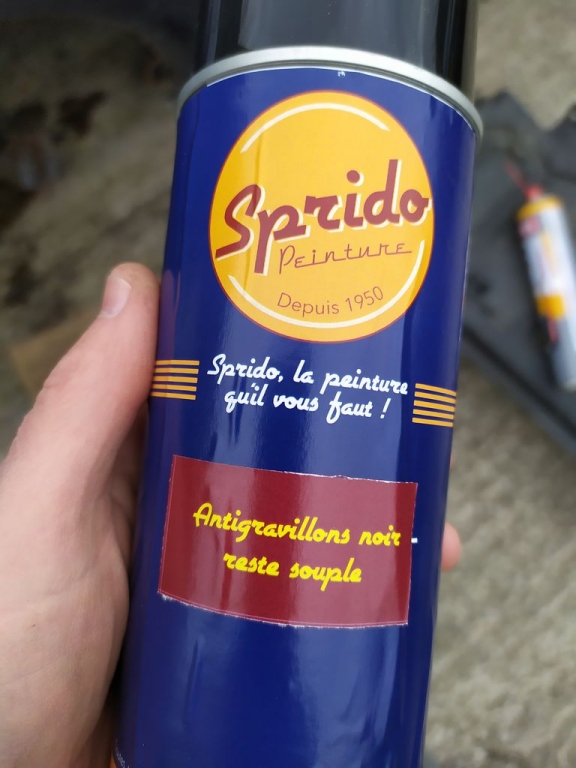 Sprido
Peinture
Depuis 1950
Sprido, la peinture
qu'il vous faut !
Antigravillons noir
reste souple